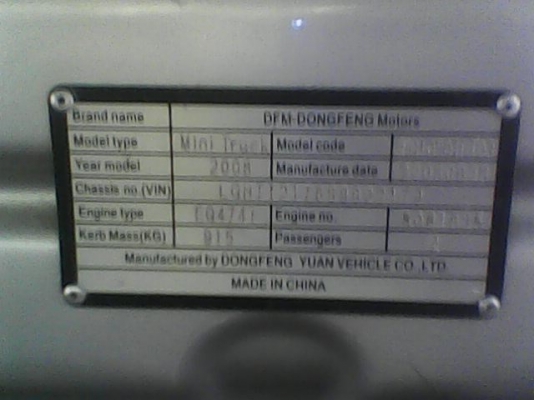 Brand name DFM-DONGFENG Motors
Model type Mini Truck Model code
Year model 2008 Manufacture date
Chassis no.(VIN)
Engine type EQ474I Engine no.
Kerb Mass(KG) 915 Passengers
Manufactured by DONGFENG YUAN VEHICLE CO .LTD
MADE IN CHINA